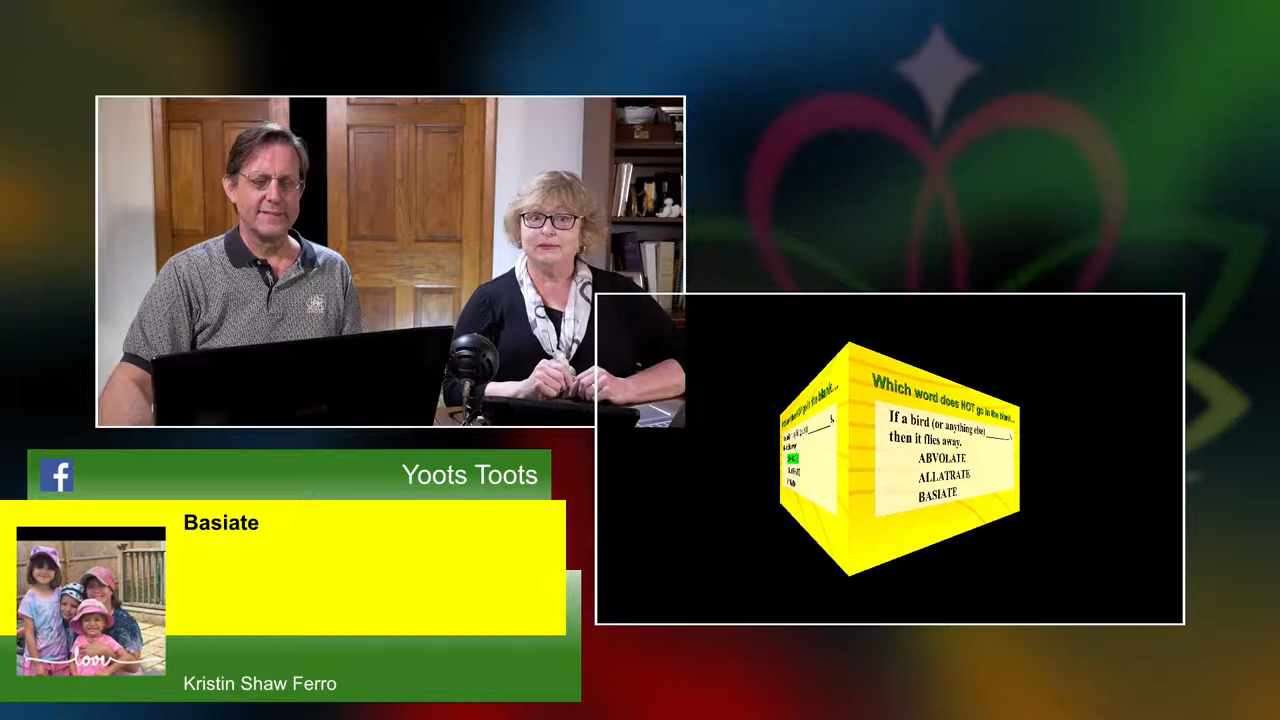 Yoots Toots
Basiate
love
Kristin Shaw Ferro
Which word does NOT go in the blank...
If a bird (or anything else)______s,
then it flies away.
ABVOLATE
ALLATRATE
BASIATE